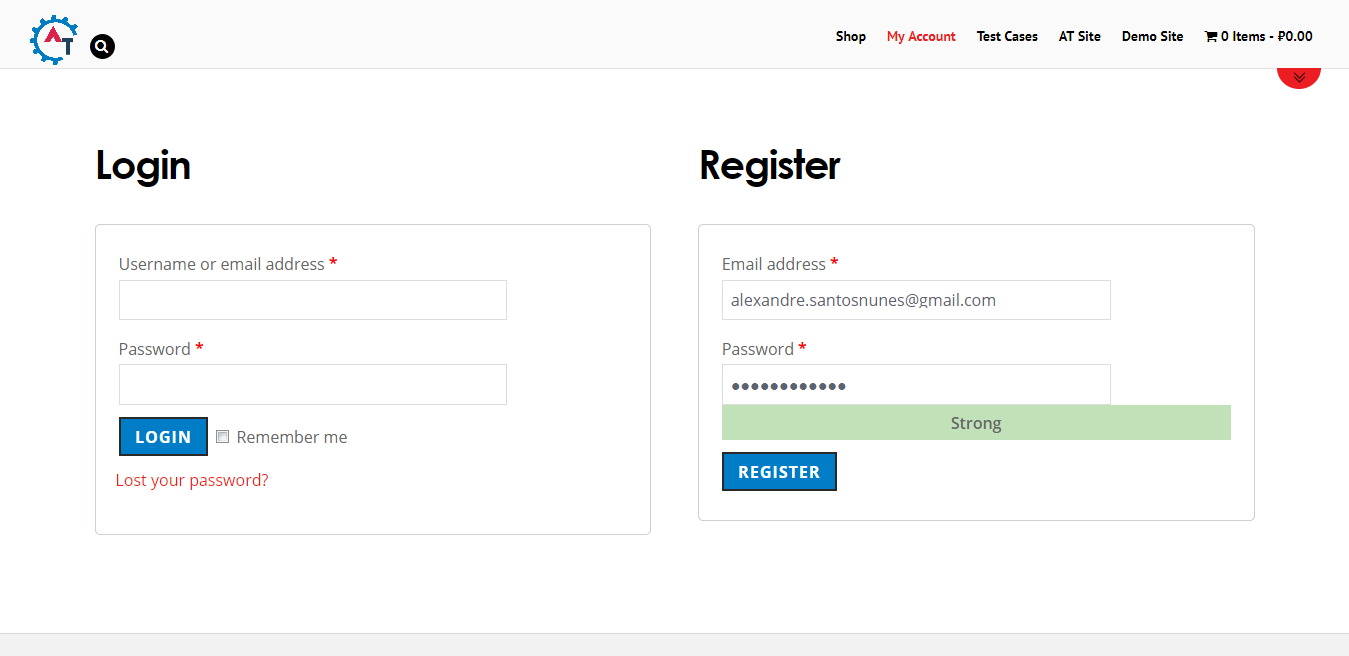 AT
Shop My Account Test Cases AT Site Demo Site 0 Items - ₽0.00
Login
Username or email address *
Password *
LOGIN Remember me
Lost your password?
Register
Email address *
alexandre.santosnunes@gmail.com
Password *
●●●●●●●●●●●●
Strong
REGISTER